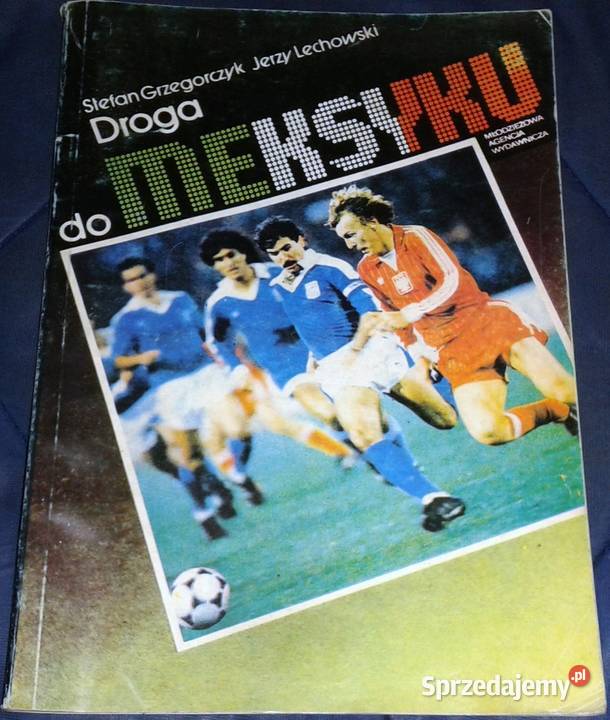 Stefan Grzegorczyk Jerzy Lechowski
Droga
do MEKSYKU
MŁODZIEŻOWA
AGENCJA
WYDAWNICZA
Sprzedajemy.pl